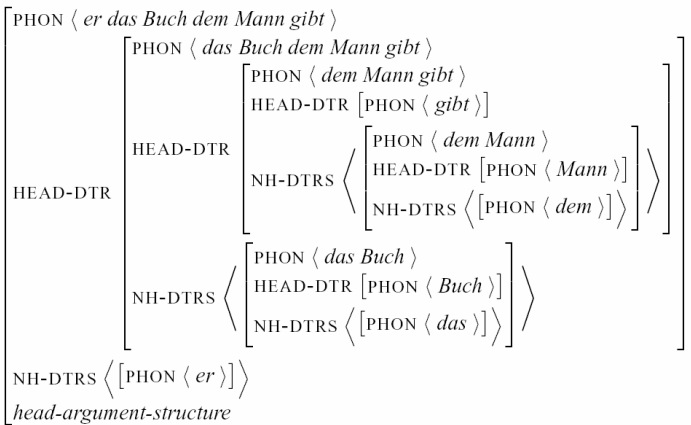 PHON ⟨ er das Buch dem Mann gibt ⟩
PHON ⟨ das Buch dem Mann gibt ⟩
PHON ⟨ dem Mann gibt ⟩
HEAD-DTR [PHON ⟨ gibt ⟩]
PHON ⟨ dem Mann ⟩
HEAD-DTR
HEAD-DTR [PHON ⟨ Mann ⟩]
NH-DTRS
HEAD-DTR
NH-DTRS ⟨[PHON ⟨ dem ⟩]⟩
PHON ⟨ das Buch ⟩
HEAD-DTR [PHON ⟨ Buch ⟩]
NH-DTRS
NH-DTRS ⟨[PHON ⟨ das ⟩]⟩
NH-DTRS ⟨[PHON ⟨ er ⟩]⟩
head-argument-structure